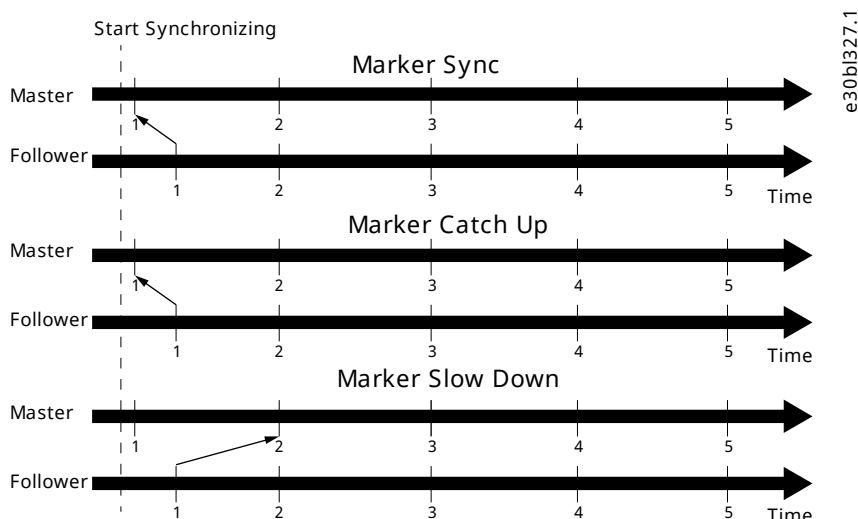 Start Synchronizing
e30bl327.1
Marker Sync
Master
1 2 3 4 5
Follower
1 2 3 4 5
Time
Marker Catch Up
Master
1 2 3 4 5
Follower
1 2 3 4 5
Time
Marker Slow Down
Master
1 2 3 4 5
Follower
1 2 3 4 5
Time